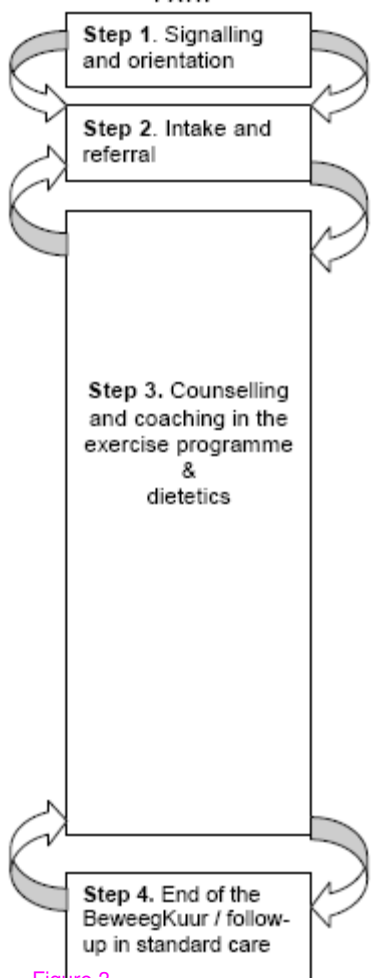 Step 1. Signalling
and orientation
Step 2. Intake and
referral
Step 3. Counselling
and coaching in the
exercise programme
&
dietetics
Step 4. End of the
BeweegKuur / follow-
up in standard care